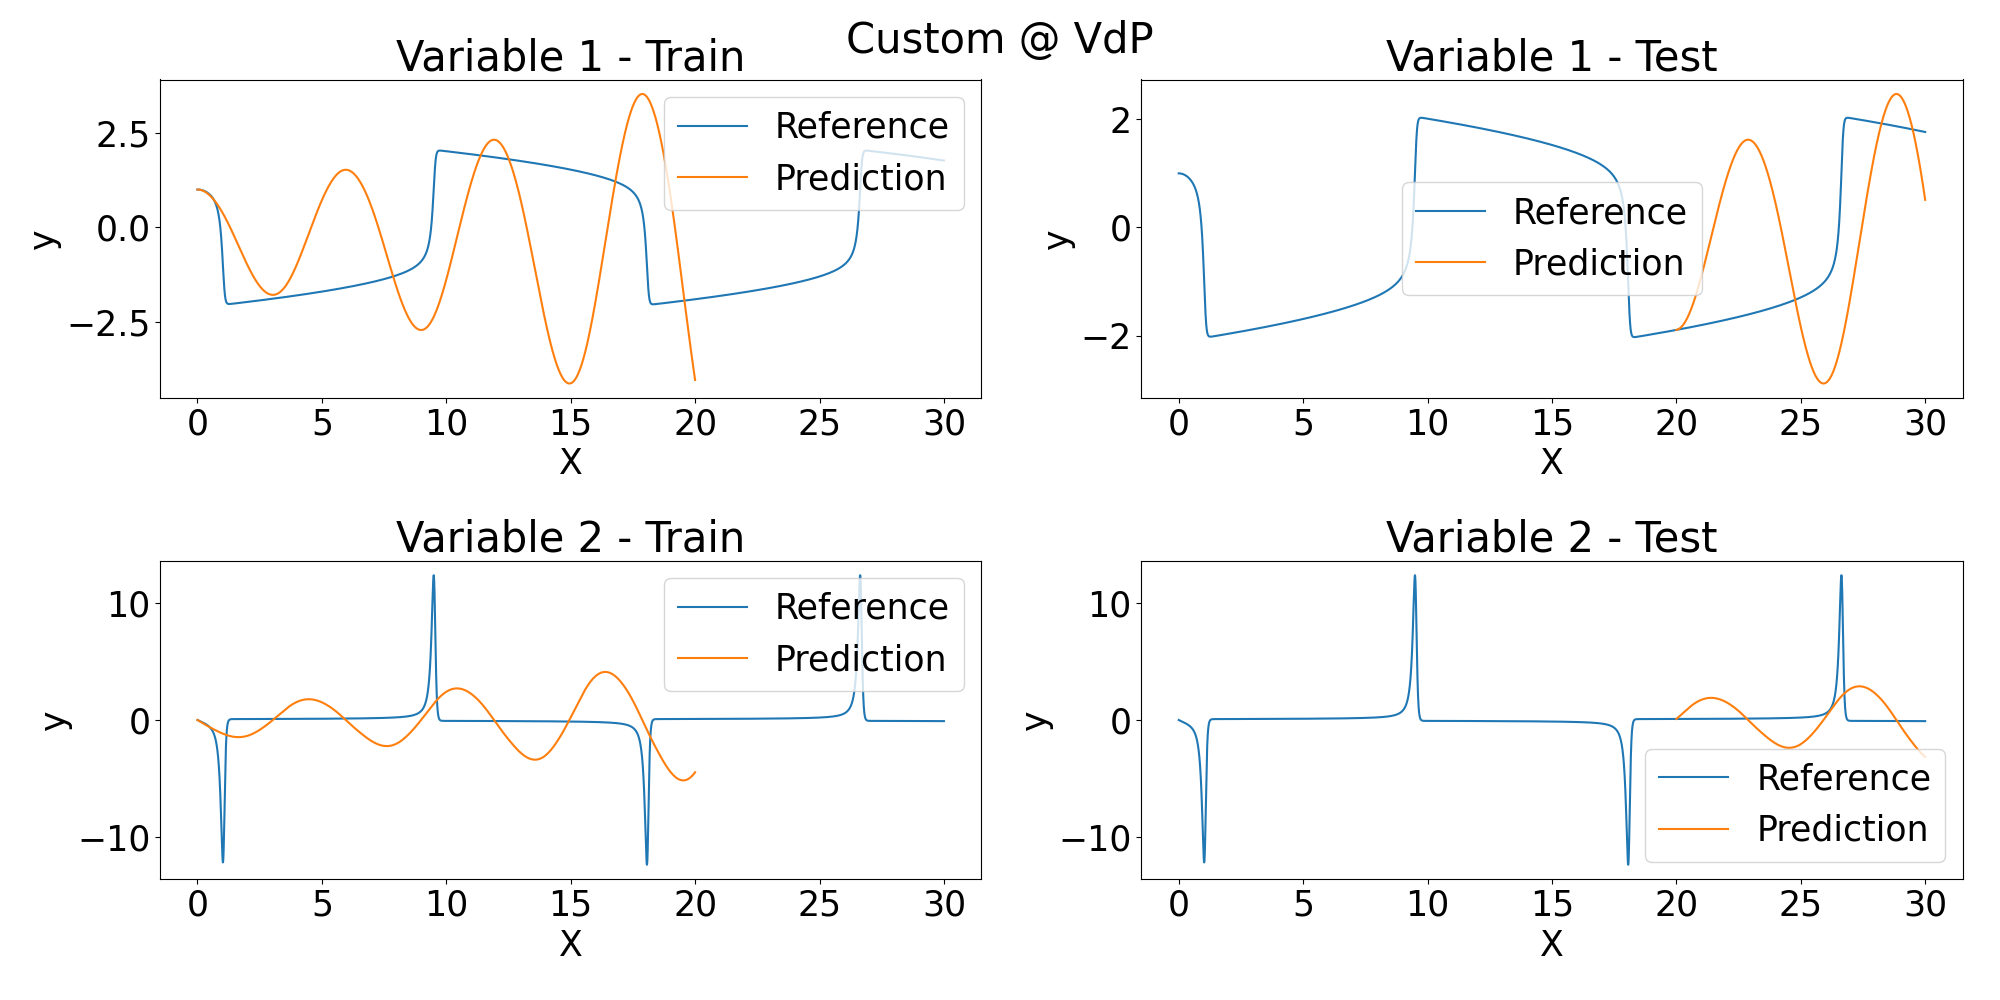 Custom @ VdP
Variable 1 - Train
y
2.5
0.0
−2.5
Reference
Prediction
0 5 10 15 20 25 30
X
Variable 1 - Test
y
2
0
−2
Reference
Prediction
0 5 10 15 20 25 30
X
Variable 2 - Train
y
10
0
−10
Reference
Prediction
0 5 10 15 20 25 30
X
Variable 2 - Test
y
10
0
−10
Reference
Prediction
0 5 10 15 20 25 30
X